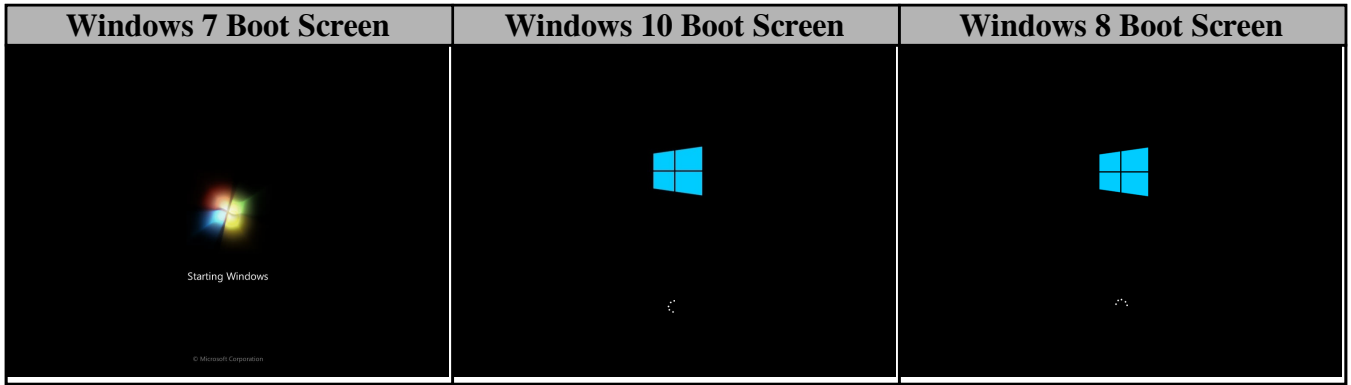 Windows 7 Boot Screen
Windows 10 Boot Screen
Windows 8 Boot Screen
Starting Windows
© Microsoft Corporation